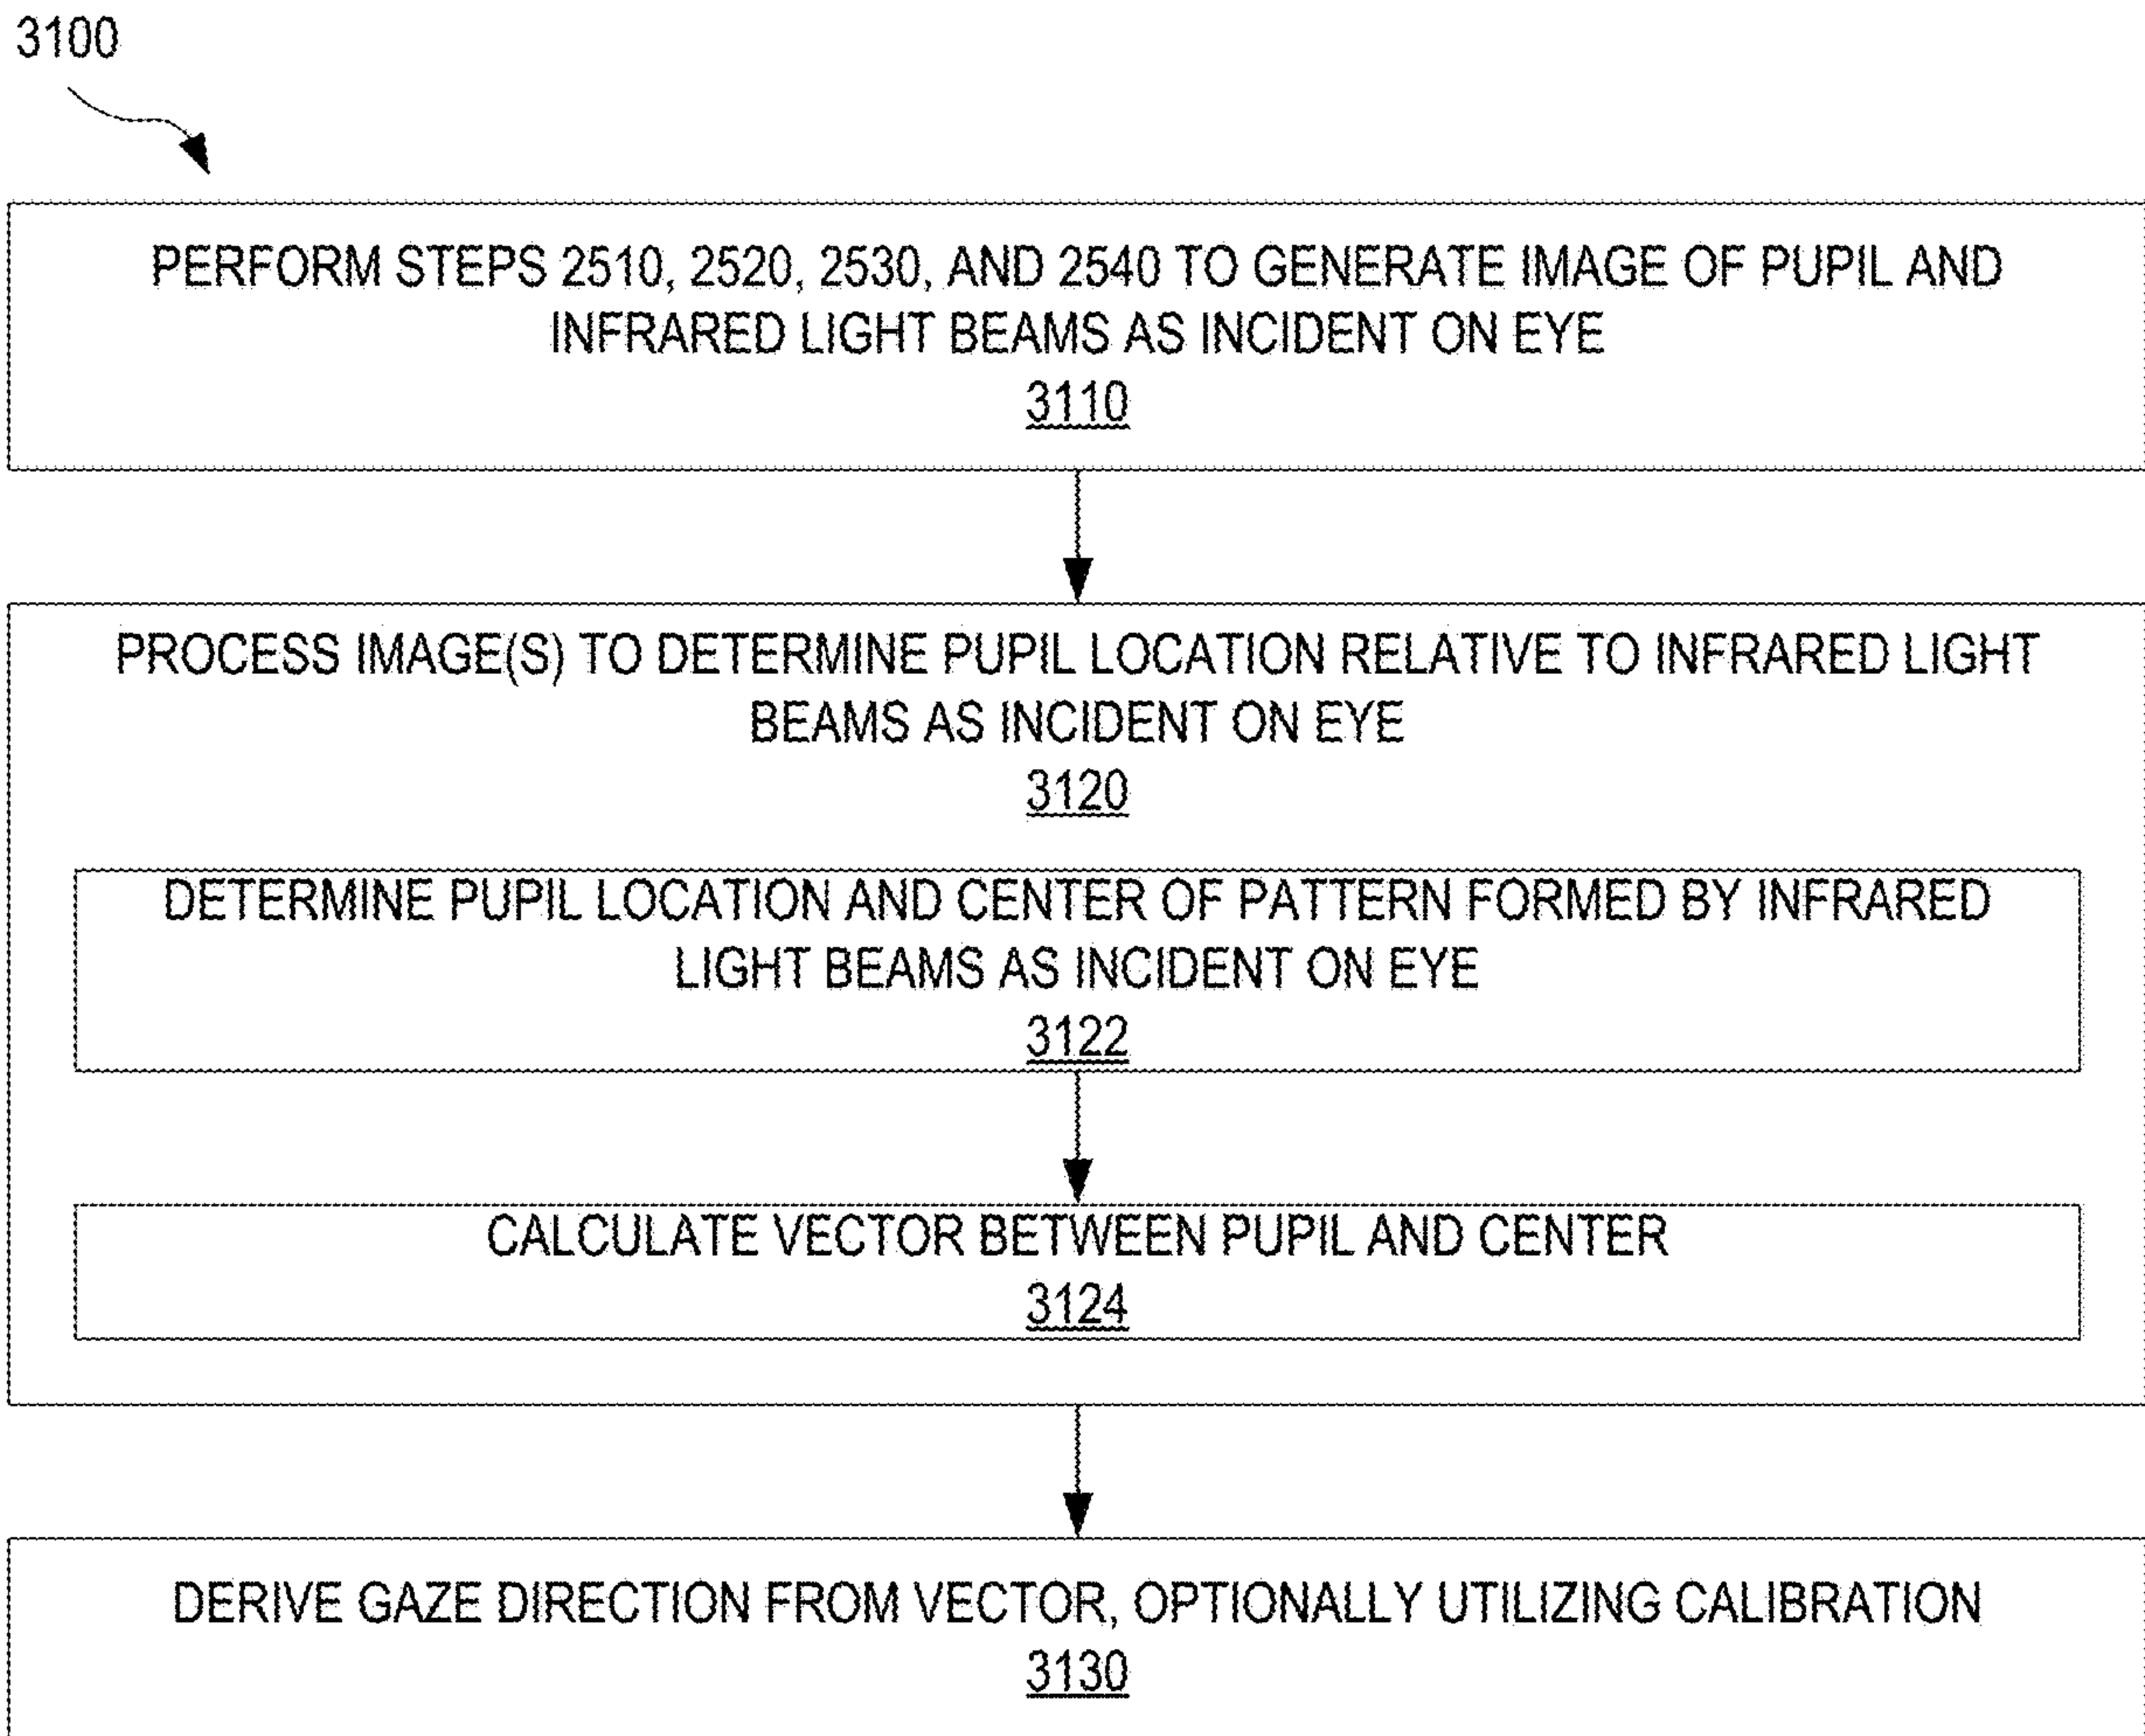 3100
PERFORM STEPS 2510, 2520, 2530, AND 2540 TO GENERATE IMAGE OF PUPIL AND
INFRARED LIGHT BEAMS AS INCIDENT ON EYE
3110
PROCESS IMAGE(S) TO DETERMINE PUPIL LOCATION RELATIVE TO INFRARED LIGHT
BEAMS AS INCIDENT ON EYE
3120
DETERMINE PUPIL LOCATION AND CENTER OF PATTERN FORMED BY INFRARED
LIGHT BEAMS AS INCIDENT ON EYE
3122
CALCULATE VECTOR BETWEEN PUPIL AND CENTER
3124
DERIVE GAZE DIRECTION FROM VECTOR, OPTIONALLY UTILIZING CALIBRATION
3130